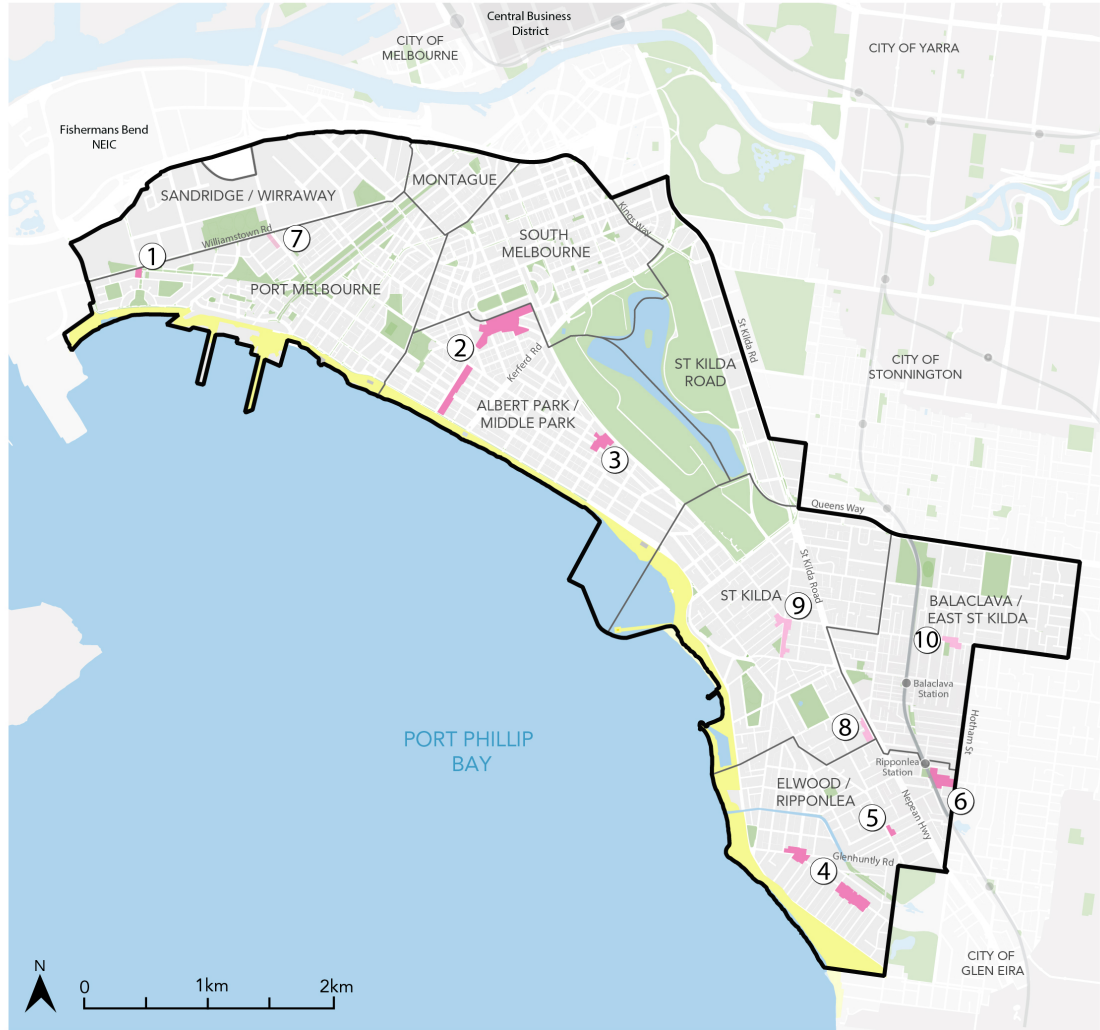 Central Business
District
CITY OF
MELBOURNE
CITY OF YARRA
Fishermans Bend
NEIC
SANDRIDGE / WIRRAWAY
MONTAGUE
Kings Way
SOUTH
MELBOURNE
Williamstown Rd
7
1
PORT MELBOURNE
St Kilda Rd
2
Kerferd Rd
ST KILDA
ROAD
CITY OF
STONNINGTON
ALBERT PARK /
MIDDLE PARK
3
Queens Way
St Kilda Road
ST KILDA
9
BALACLAVA /
EAST ST KILDA
10
Balaclava
Station
Hotham St
8
PORT PHILLIP
BAY
Ripponlea
Station
ELWOOD /
RIPPONLEA
6
Nepean Hwy
5
Glenhuntly Rd
4
CITY OF
GLEN EIRA
N
0
1km
2km